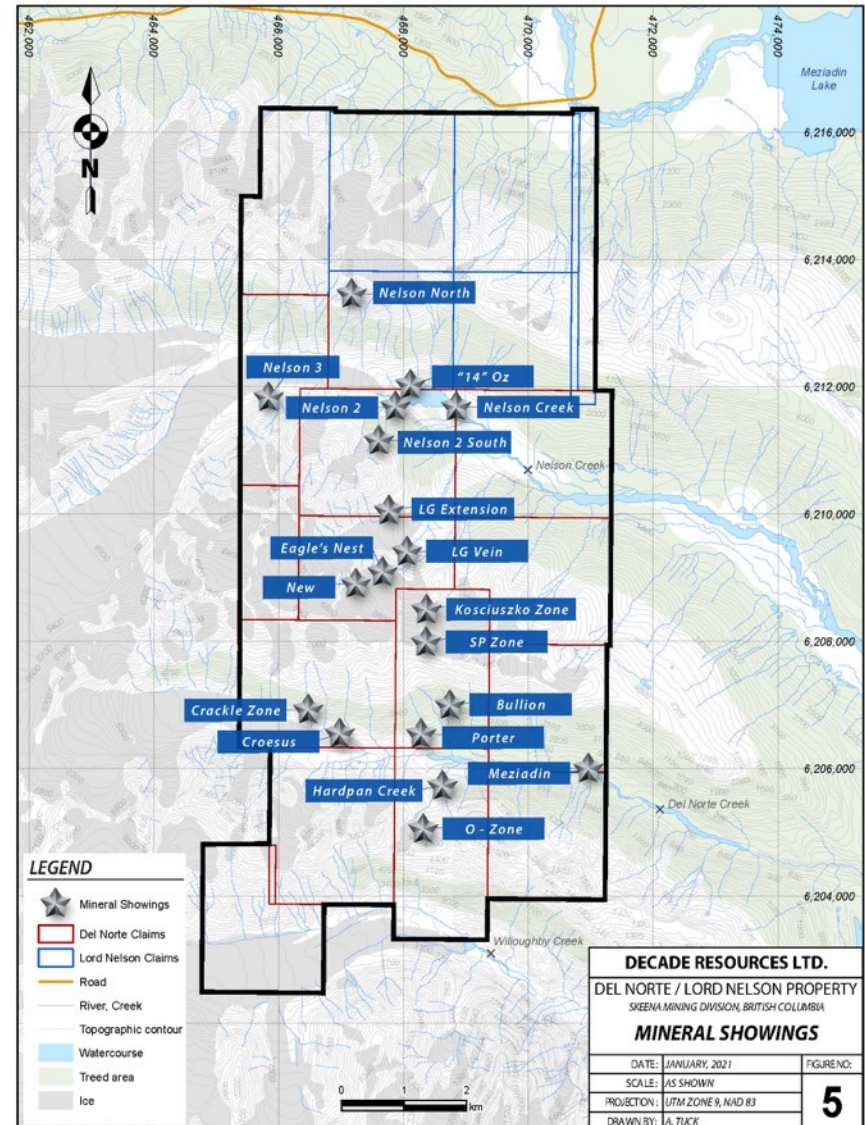 462,000
464,000
466,000
468,000
470,000
472,000
474,000
Meziadin
Lake
6,216,000
N
6,214,000
Nelson North
Nelson 3
"14" Oz
6,212,000
Nelson 2
Nelson Creek
Nelson 2 South
Nelson Creek
LG Extension
6,210,000
Eagle's Nest
LG Vein
New
Kosciuszko Zone
SP Zone
6,208,000
Crackle Zone
Bullion
Croesus
Porter
Meziadin
6,206,000
Hardpan Creek
Del Norte Creek
O - Zone
LEGEND
Mineral Showings
Del Norte Claims
Lord Nelson Claims
Road
River, Creek
Topographic contour
Watercourse
Treed area
Ice
6,204,000
Willoughby Creek
0 1 2
km
DECADE RESOURCES LTD.
DEL NORTE / LORD NELSON PROPERTY
SKEENA MINING DIVISION, BRITISH COLUMBIA
MINERAL SHOWINGS
DATE: JANUARY, 2021
FIGURE NO:
SCALE: AS SHOWN
PROJECTION: UTM ZONE 9, NAD 83
5
DRAWN BY: A. TUCK